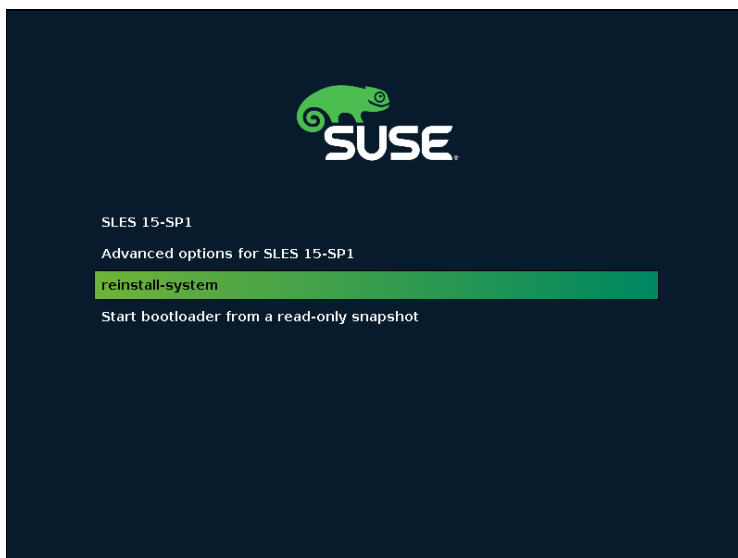 SUSE
SLES 15-SP1
Advanced options for SLES 15-SP1
reinstall-system
Start bootloader from a read-only snapshot